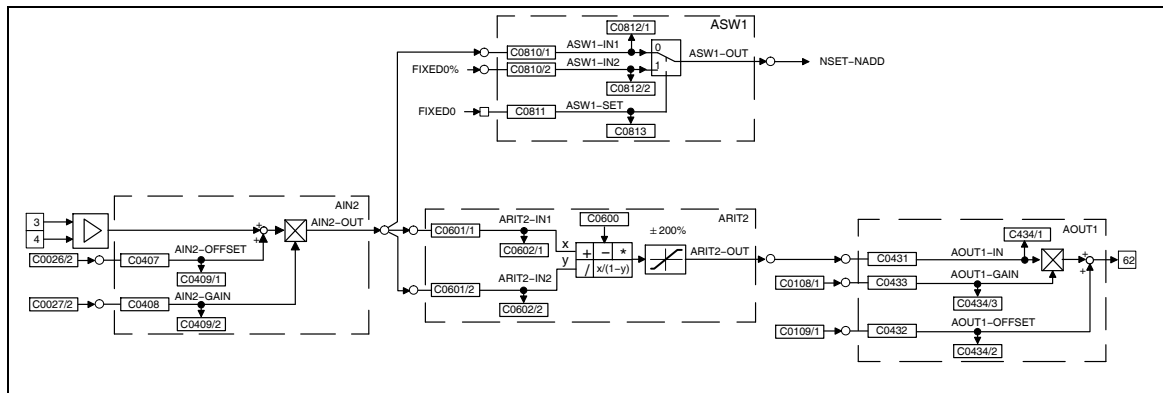 ASW1
C0812/1
C0810/1
ASW1-IN1
0
ASW1-OUT
NSET-NADD
FIXED0%
C0810/2
ASW1-IN2
1
C0812/2
FIXED0
C0811
ASW1-SET
C0813
3
4
AIN2
+
+
AIN2-OUT
C0026/2
C0407
AIN2-OFFSET
C0409/1
C0027/2
C0408
AIN2-GAIN
C0409/2
ARIT2
C0601/1
ARIT2-IN1
C0602/1
C0600
x
y
+ − *
/ x/(1−y)
±200%
ARIT2-OUT
C0601/2
ARIT2-IN2
C0602/2
AOUT1
C434/1
C0431
AOUT1-IN
C0108/1
C0433
AOUT1-GAIN
C0434/3
+
+
62
C0109/1
C0432
AOUT1-OFFSET
C0434/2